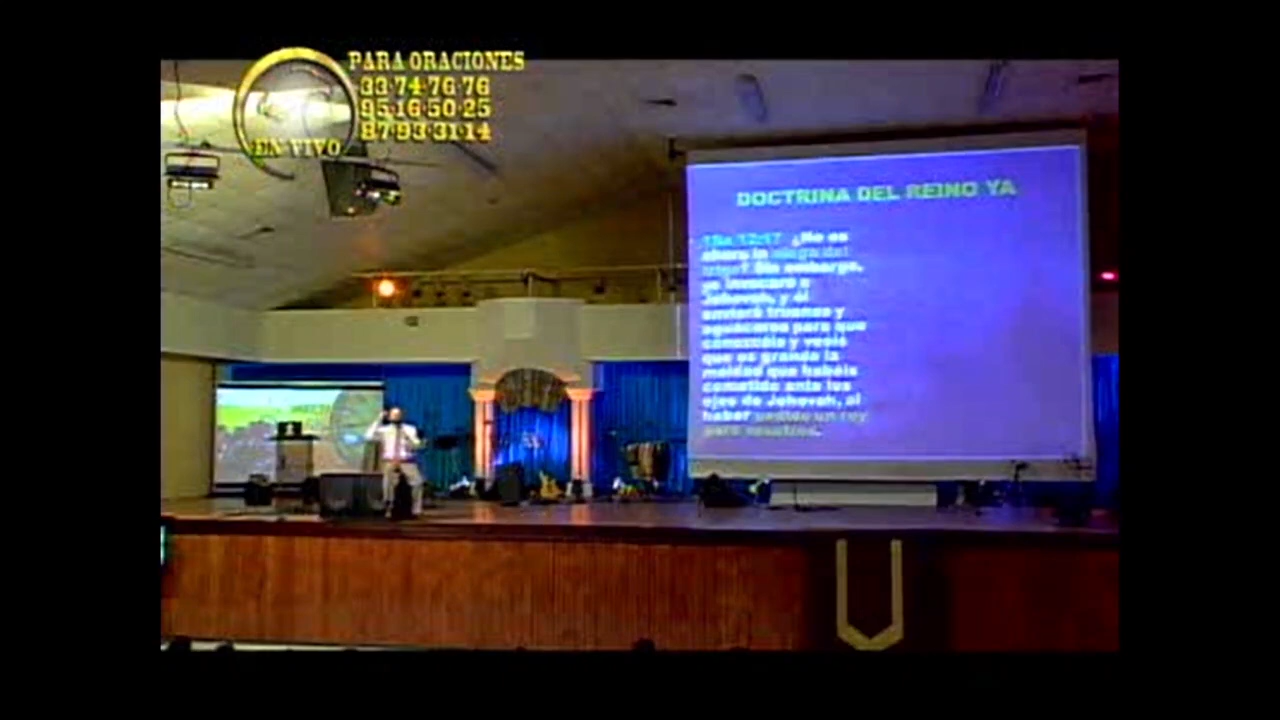 PARA ORACIONES
33·74·76·76
95·16·50·25
87·93·31·14
EN VIVO
DOCTRINA DEL REINO YA
1Sa 12:17 ¿No es
ahora la siega del
trigo? Sin embargo,
yo invocaré a
Jehovah, y él
enviará truenos y
aguaceros para que
conozcáis y veáis
que es grande la
maldad que habéis
cometido ante los
ojos de Jehovah, al
haber pedido un rey
para vosotros.